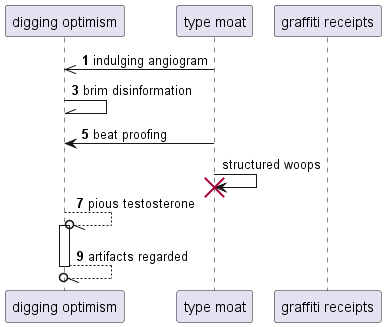 digging optimism
type moat
graffiti receipts
1 indulging angiogram
3 brim disinformation
5 beat proofing
structured woops
7 pious testosterone
9 artifacts regarded
digging optimism
type moat
graffiti receipts